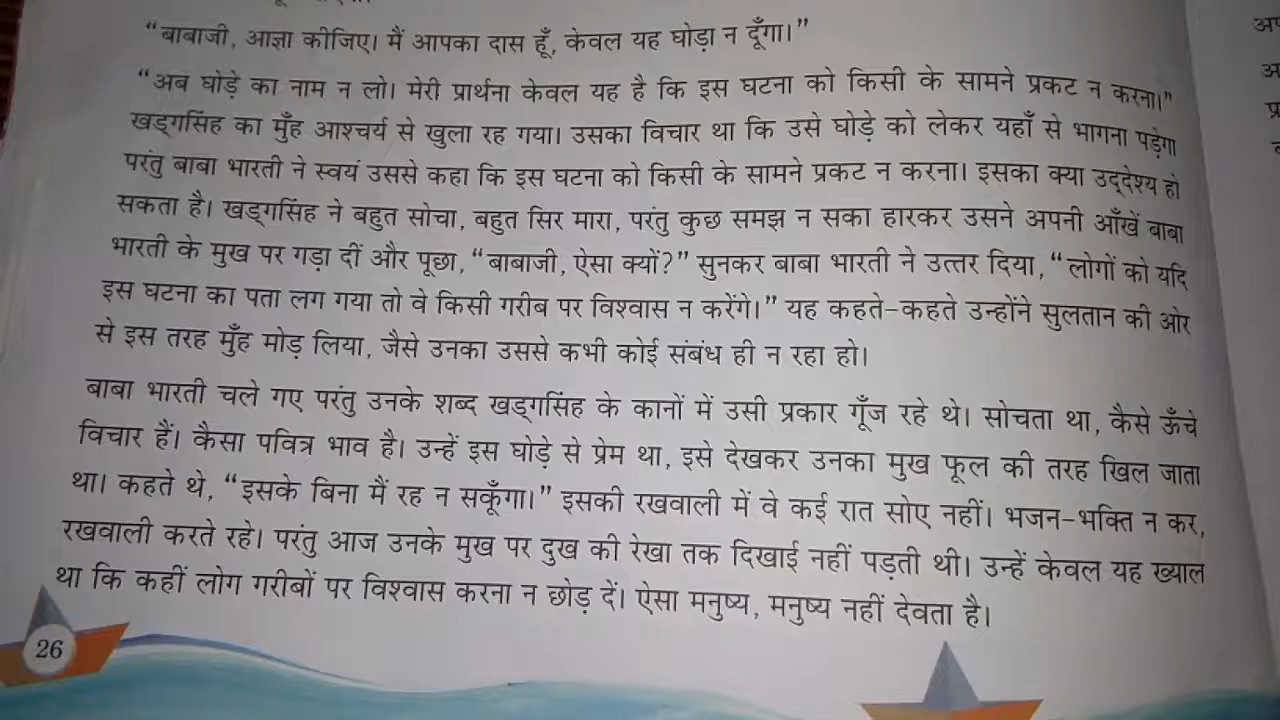 “बाबाजी, आज्ञा कीजिए। मैं आपका दास हूँ, केवल यह घोड़ा न दूँगा।”
“अब घोड़े का नाम न लो। मेरी प्रार्थना केवल यह है कि इस घटना को किसी के सामने प्रकट न करना।”
खड्गसिंह का मुँह आश्चर्य से खुला रह गया। उसका विचार था कि उसे घोड़े को लेकर यहाँ से भागना पड़ेगा
परंतु बाबा भारती ने स्वयं उससे कहा कि इस घटना को किसी के सामने प्रकट न करना। इसका क्या उद्देश्य हो
सकता है। खड्गसिंह ने बहुत सोचा, बहुत सिर मारा, परंतु कुछ समझ न सका हारकर उसने अपनी आँखें बाबा
भारती के मुख पर गड़ा दीं और पूछा, “बाबाजी, ऐसा क्यों?” सुनकर बाबा भारती ने उत्तर दिया, “लोगों को यदि
इस घटना का पता लग गया तो वे किसी गरीब पर विश्वास न करेंगे।” यह कहते-कहते उन्होंने सुलतान की ओर
से इस तरह मुँह मोड़ लिया, जैसे उनका उससे कभी कोई संबंध ही न रहा हो।
बाबा भारती चले गए परंतु उनके शब्द खड्गसिंह के कानों में उसी प्रकार गूँज रहे थे। सोचता था, कैसे ऊँचे
विचार हैं। कैसा पवित्र भाव है। उन्हें इस घोड़े से प्रेम था, इसे देखकर उनका मुख फूल की तरह खिल जाता
था। कहते थे, “इसके बिना मैं रह न सकूँगा।” इसकी रखवाली में वे कई रात सोए नहीं। भजन-भक्ति न कर,
रखवाली करते रहे। परंतु आज उनके मुख पर दुख की रेखा तक दिखाई नहीं पड़ती थी। उन्हें केवल यह ख्याल
था कि कहीं लोग गरीबों पर विश्वास करना न छोड़ दें। ऐसा मनुष्य, मनुष्य नहीं देवता है।
26